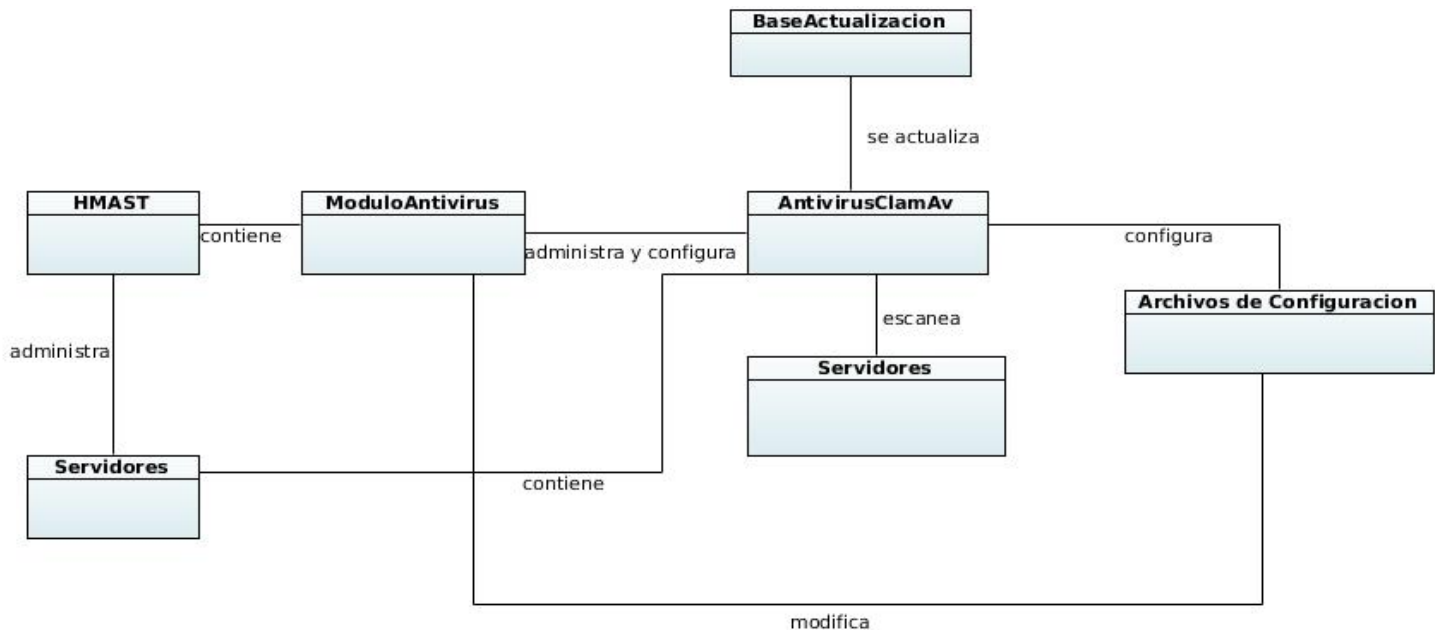 BaseActualizacion
se actualiza
HMAST
ModuloAntivirus
AntivirusClamAv
contiene
administra y configura
configura
Archivos de Configuracion
escanea
administra
Servidores
Servidores
contiene
modifica